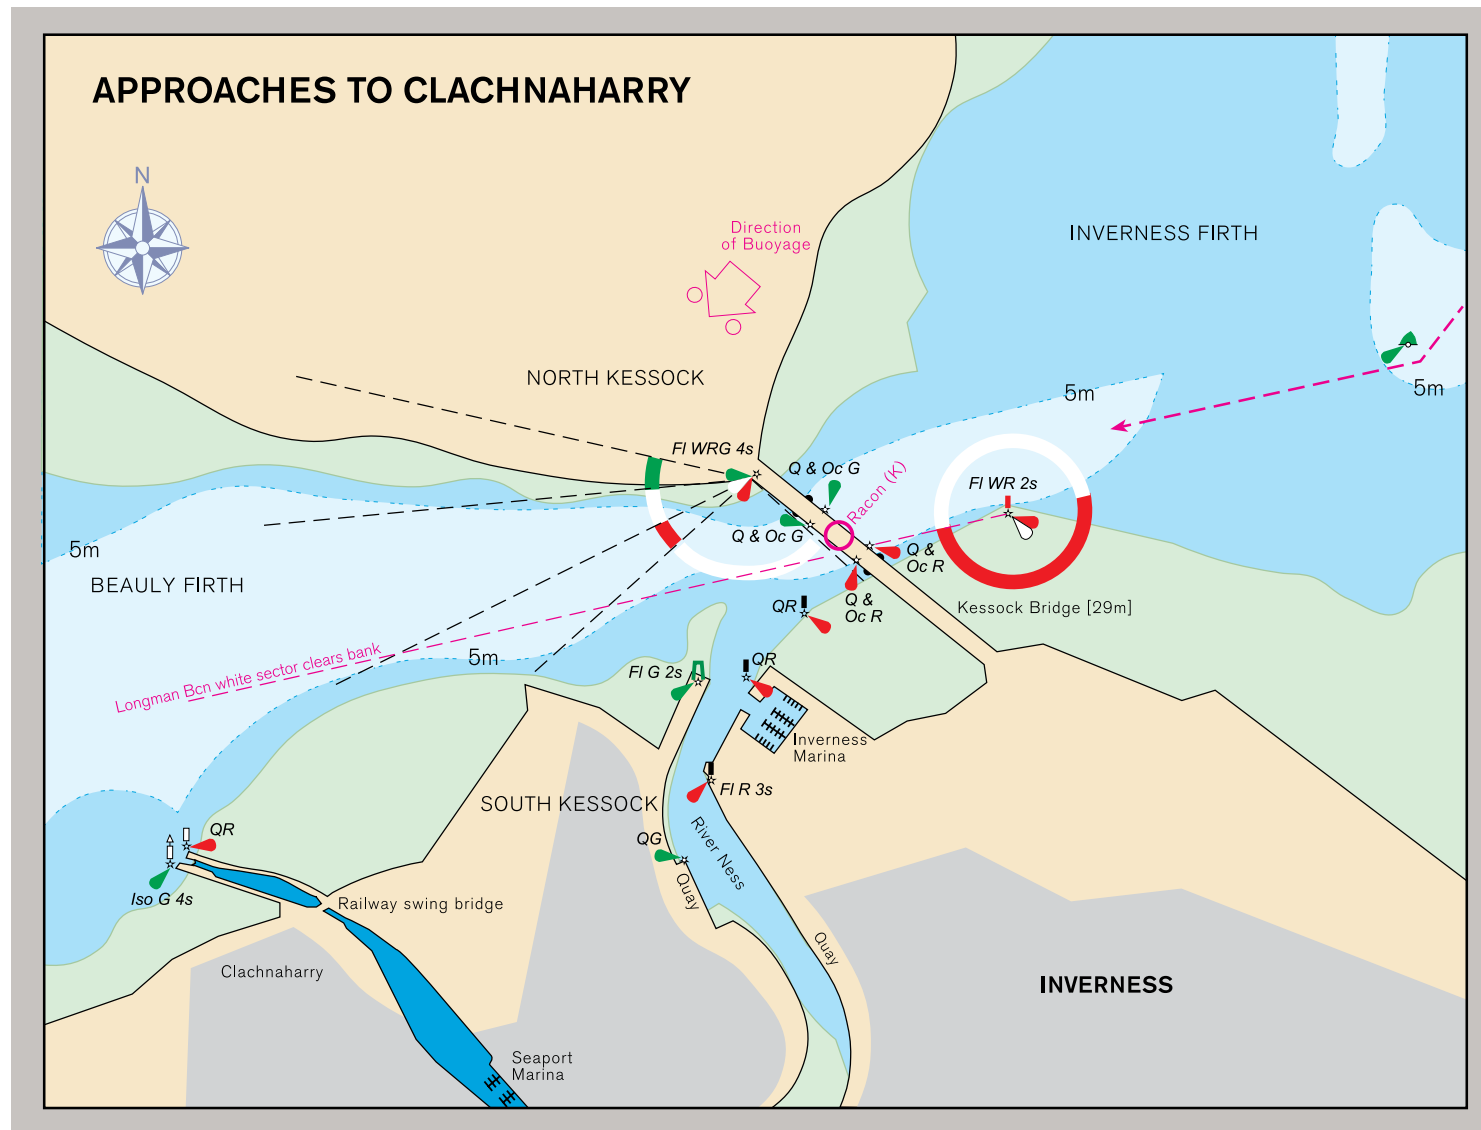 APPROACHES TO CLACHNAHARRY
N
Direction
of Buoyage
INVERNESS FIRTH
NORTH KESSOCK
5m
5m
Fl WRG 4s
Q & Oc G
Racon (K)
Fl WR 2s
Q & Oc G
Q &
Oc R
5m
BEAULY FIRTH
Q &
Oc R
QR
Kessock Bridge [29m]
Longman Bcn white sector clears bank
5m
Fl G 2s
QR
Inverness
Marina
Fl R 3s
SOUTH KESSOCK
QR
QG
River Ness
Quay
Iso G 4s
Railway swing bridge
Quay
Clachnaharry
INVERNESS
Seaport
Marina